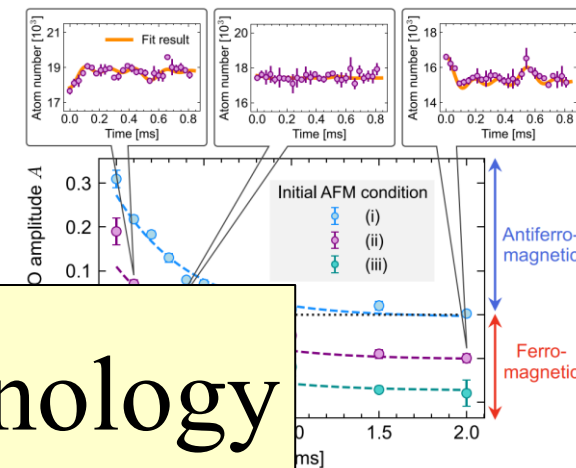 21
19
17
Atom number [10³]
Fit result
0.0 0.2 0.4 0.6 0.8
Time [ms]
20
18
16
Atom number [10³]
0.0 0.2 0.4 0.6 0.8
Time [ms]
18
16
14
Atom number [10³]
0.0 0.2 0.4 0.6 0.8
Time [ms]
O amplitude A
0.3
0.2
0.1
Initial AFM condition
(i)
(ii)
(iii)
Antiferro-
magnetic
Ferro-
magnetic
nology
0 1.5 2.0
ms]